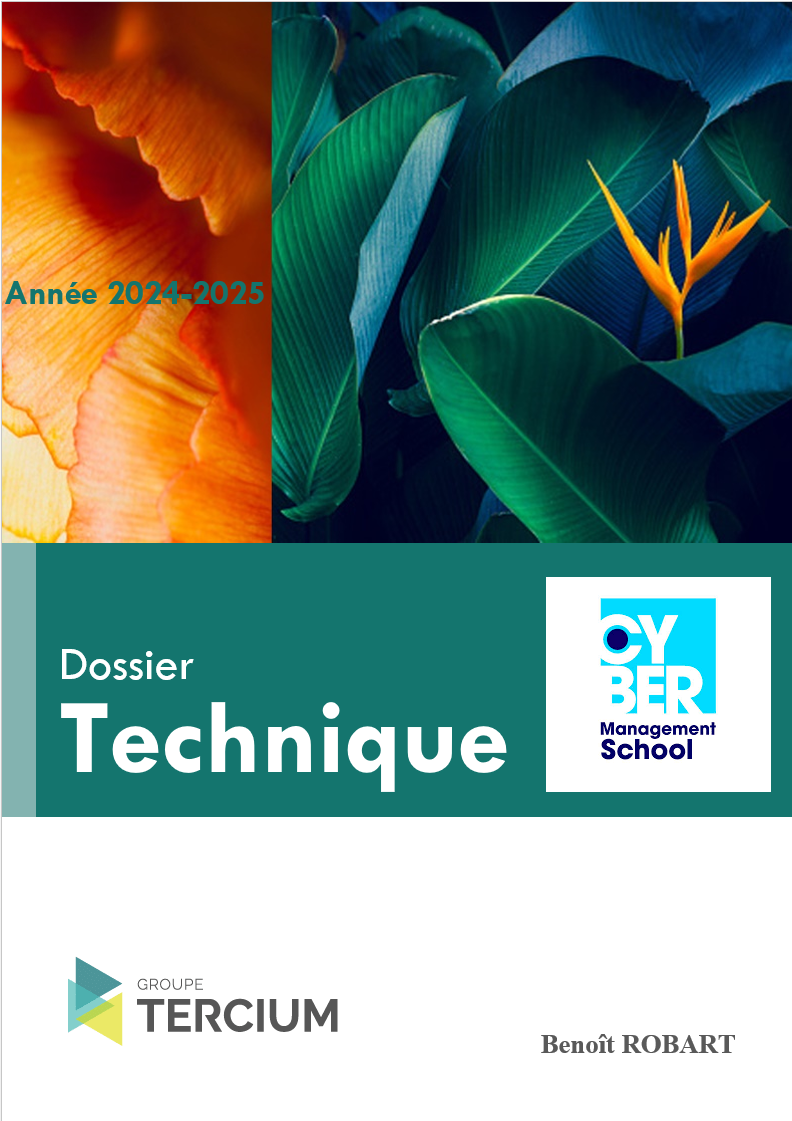 Année 2024-2025
Dossier
Technique
CY
BER
Management
School
GROUPE
TERCIUM
Benoît ROBART